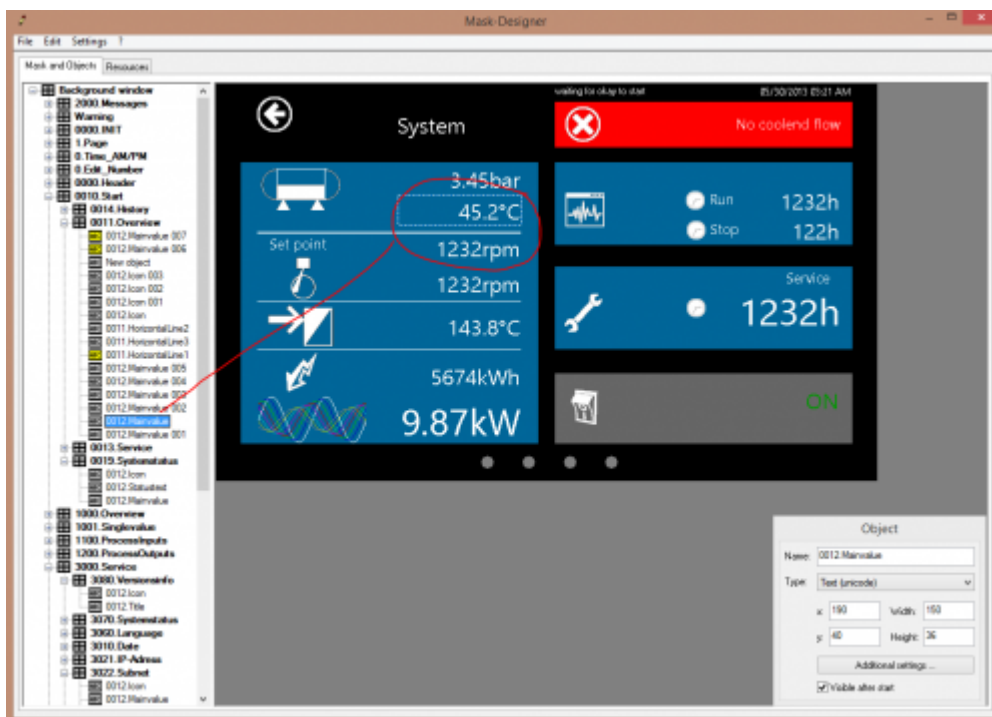 Mask-Designer
File Edit Settings ?
Mask and Objects Resources
Background window
2000.Messages
Warning
0000.INIT
1.Page
0.Time_AM/PM
0.Edit_Number
0000.Header
0010.Start
0014.History
0011.Overview
0012.Mainvalue 007
0012.Mainvalue 006
New object
0012.Icon 003
0012.Icon 002
0012.Icon 001
0012.Icon
0011.HorizontalLine2
0011.HorizontalLine3
0011.HorizontalLine1
0012.Mainvalue 005
0012.Mainvalue 004
0012.Mainvalue 003
0012.Mainvalue 002
0012.Mainvalue
0012.Mainvalue 001
0013.Service
0019.Systemstatus
0012.Icon
0012.Statustext
0012.Mainvalue
1000.Overview
1001.Singlevalue
1100.ProcessInputs
1200.ProcessOutputs
3000.Service
3080.Versionsinfo
0012.Icon
0012.Title
3070.Systemstatus
3060.Language
3010.Date
3021.IP-Adress
3022.Subnet
0012.Icon
0012.Mainvalue
System
3.45bar
45.2°C
Set point
1232rpm
1232rpm
143.8°C
5674kWh
9.87kW
waiting for okay to start
05/30/2013 05:21 AM
No coolend flow
Run 1232h
Stop 122h
Service
1232h
ON
Object
Name: 0012.Mainvalue
Type: Text (unicode)
x: 190 Width: 150
y: 40 Height: 36
Additional settings ...
Visible after start